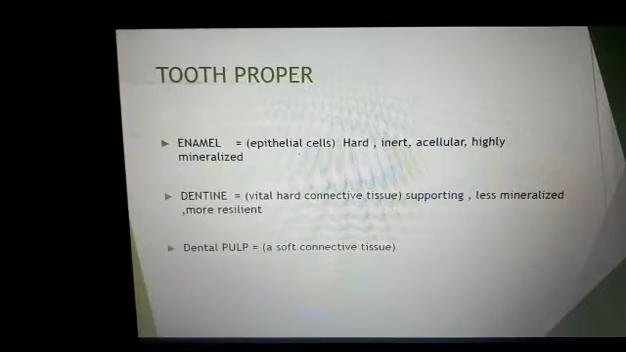 TOOTH PROPER
ENAMEL = (epithelial cells) Hard , inert, acellular, highly
mineralized
DENTINE = (vital hard connective tissue) supporting , less mineralized
,more resilient
Dental PULP = (a soft connective tissue)